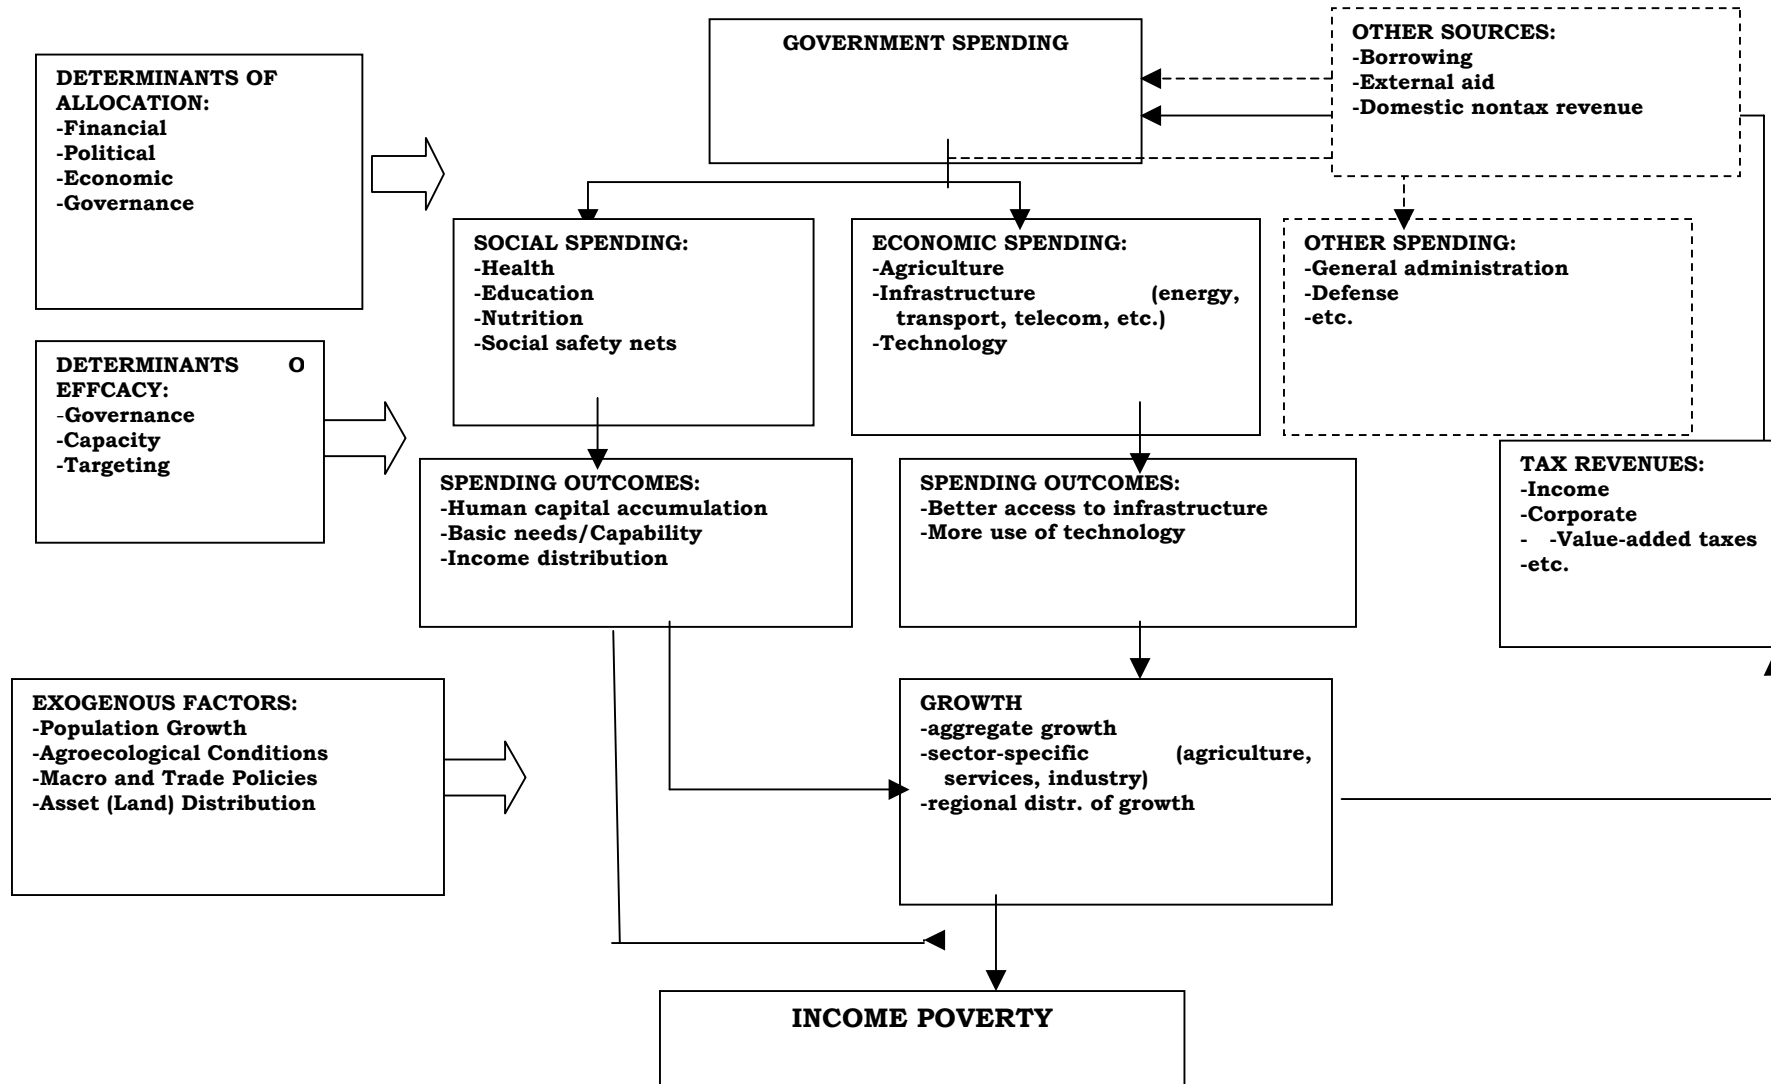 GOVERNMENT SPENDING
OTHER SOURCES:
-Borrowing
-External aid
-Domestic nontax revenue
DETERMINANTS OF
ALLOCATION:
-Financial
-Political
-Economic
-Governance
SOCIAL SPENDING:
-Health
-Education
-Nutrition
-Social safety nets
ECONOMIC SPENDING:
-Agriculture
-Infrastructure (energy,
transport, telecom, etc.)
-Technology
OTHER SPENDING:
-General administration
-Defense
-etc.
DETERMINANTS O
EFFCACY:
-Governance
-Capacity
-Targeting
SPENDING OUTCOMES:
-Human capital accumulation
-Basic needs/Capability
-Income distribution
SPENDING OUTCOMES:
-Better access to infrastructure
-More use of technology
TAX REVENUES:
-Income
-Corporate
- -Value-added taxes
-etc.
EXOGENOUS FACTORS:
-Population Growth
-Agroecological Conditions
-Macro and Trade Policies
-Asset (Land) Distribution
GROWTH
-aggregate growth
-sector-specific (agriculture,
services, industry)
-regional distr. of growth
INCOME POVERTY